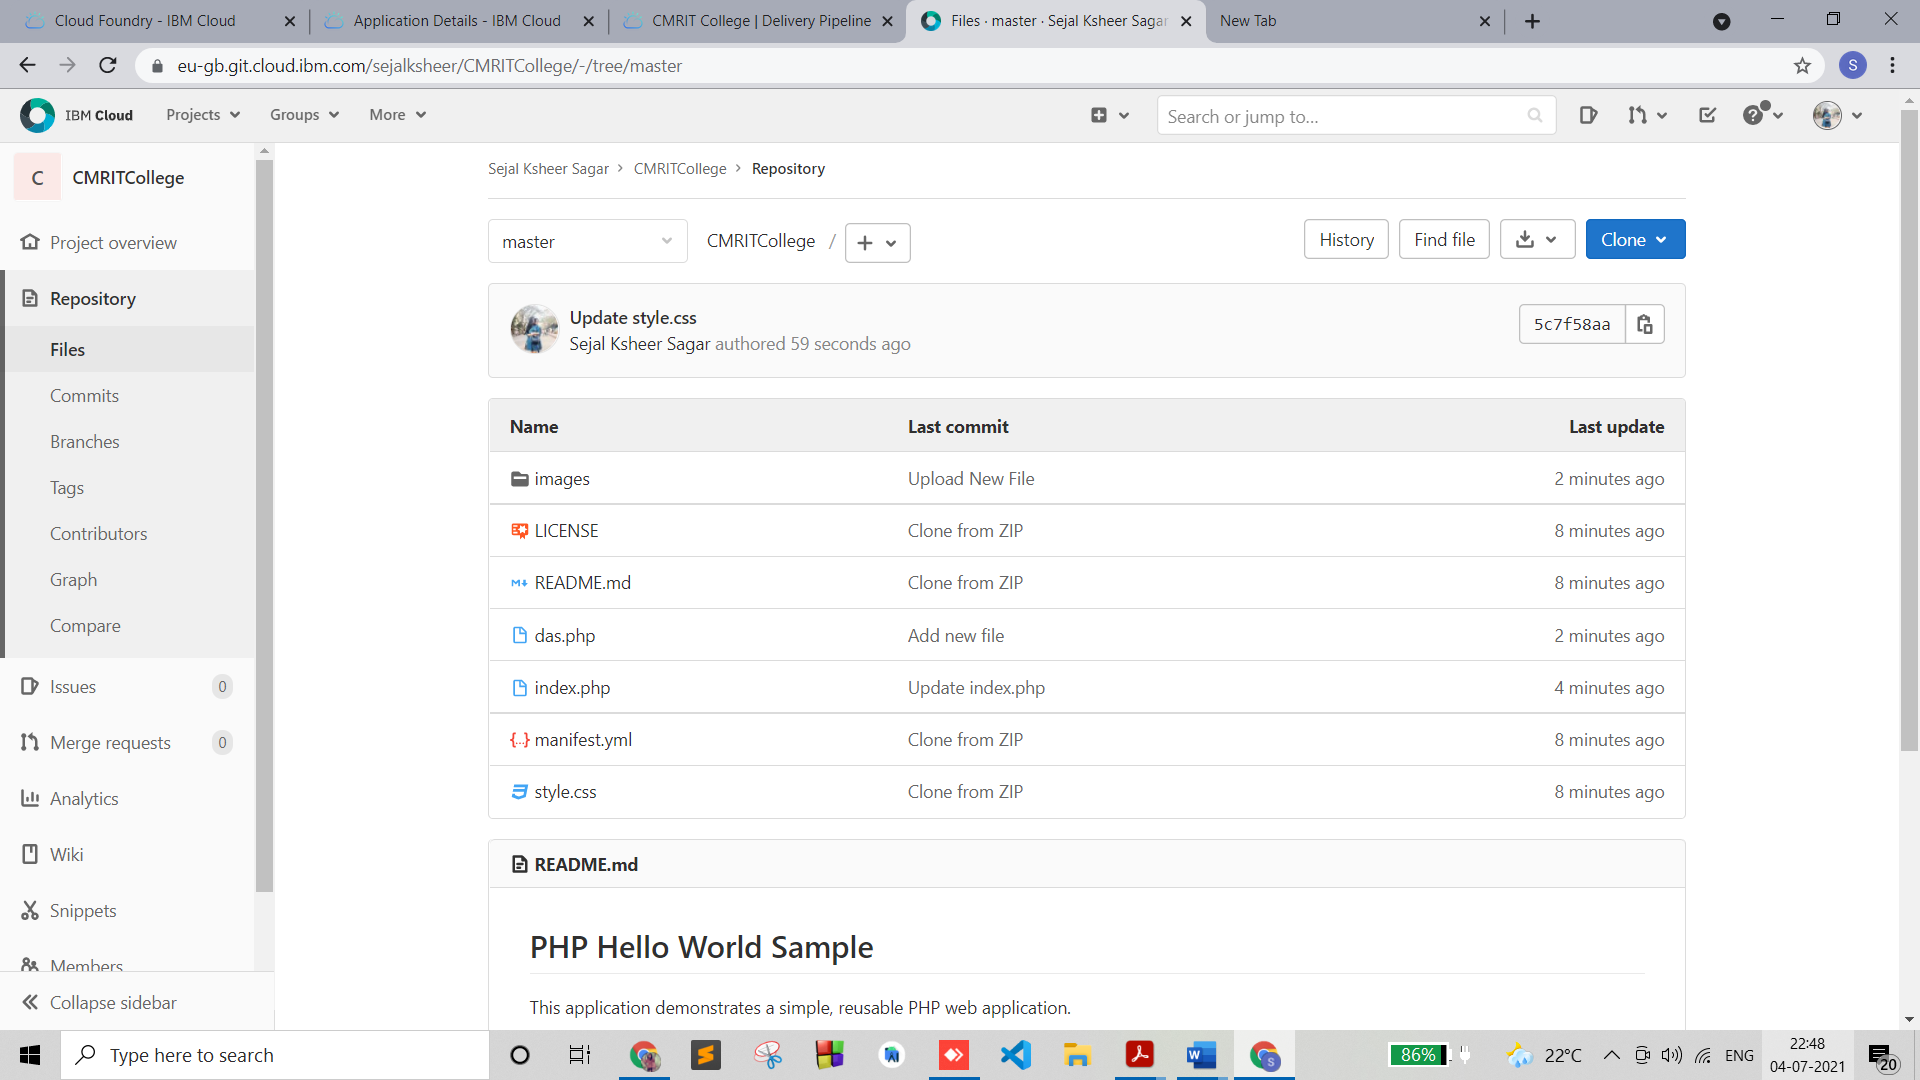 Cloud Foundry - IBM Cloud
Application Details - IBM Cloud
CMRIT College | Delivery Pipeline
Files · master · Sejal Ksheer Sagar
New Tab
eu-gb.git.cloud.ibm.com/sejalksheer/CMRITCollege/-/tree/master
S
IBM Cloud
Projects
Groups
More
Search or jump to...
C CMRITCollege
Project overview
Repository
Files
Commits
Branches
Tags
Contributors
Graph
Compare
Issues 0
Merge requests 0
Analytics
Wiki
Snippets
Members
Collapse sidebar
Sejal Ksheer Sagar > CMRITCollege > Repository
master
CMRITCollege /
History
Find file
Clone
Update style.css
Sejal Ksheer Sagar authored 59 seconds ago
5c7f58aa
Name Last commit Last update
images Upload New File 2 minutes ago
LICENSE Clone from ZIP 8 minutes ago
README.md Clone from ZIP 8 minutes ago
das.php Add new file 2 minutes ago
index.php Update index.php 4 minutes ago
manifest.yml Clone from ZIP 8 minutes ago
style.css Clone from ZIP 8 minutes ago
README.md
PHP Hello World Sample
This application demonstrates a simple, reusable PHP web application.
Type here to search
86%
22°C
ENG
22:48
04-07-2021
20